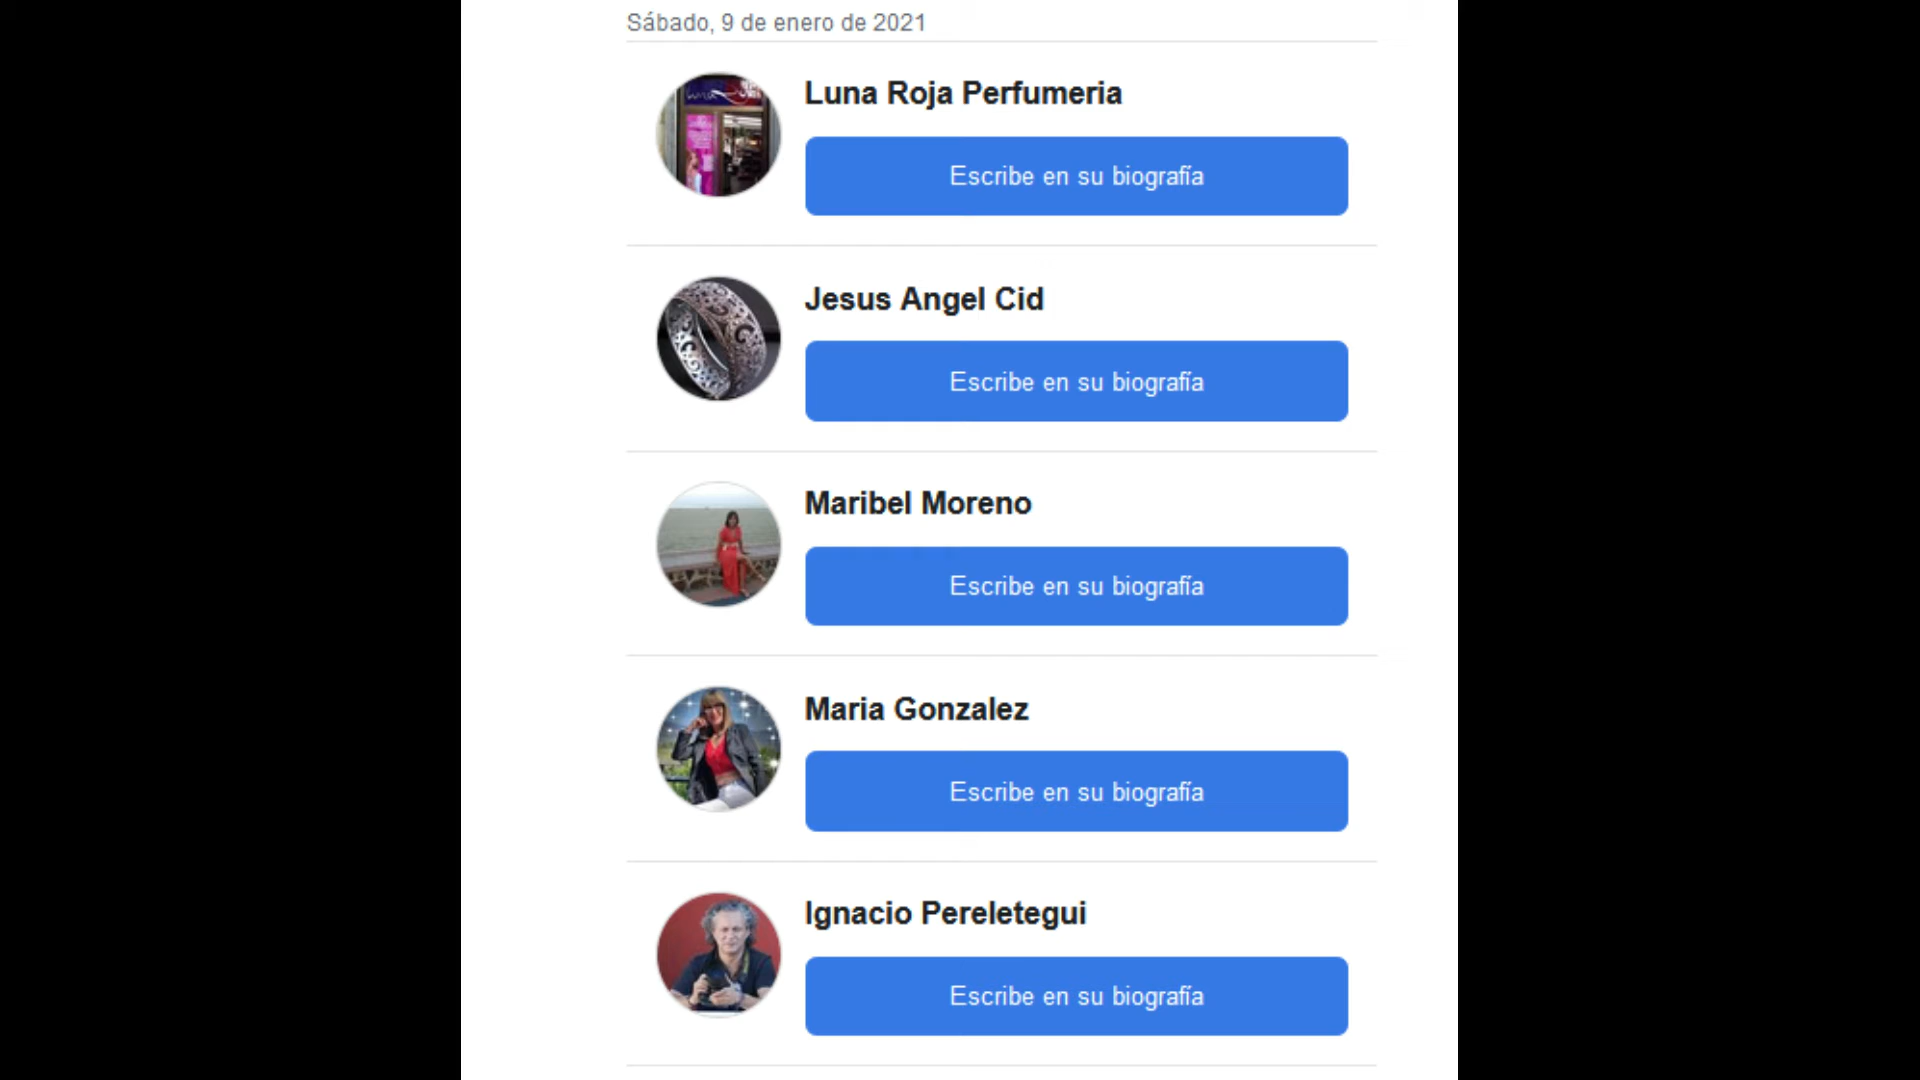 Sábado, 9 de enero de 2021
Luna Roja Perfumeria
Escribe en su biografía
Jesus Angel Cid
Escribe en su biografía
Maribel Moreno
Escribe en su biografía
Maria Gonzalez
Escribe en su biografía
Ignacio Pereletegui
Escribe en su biografía